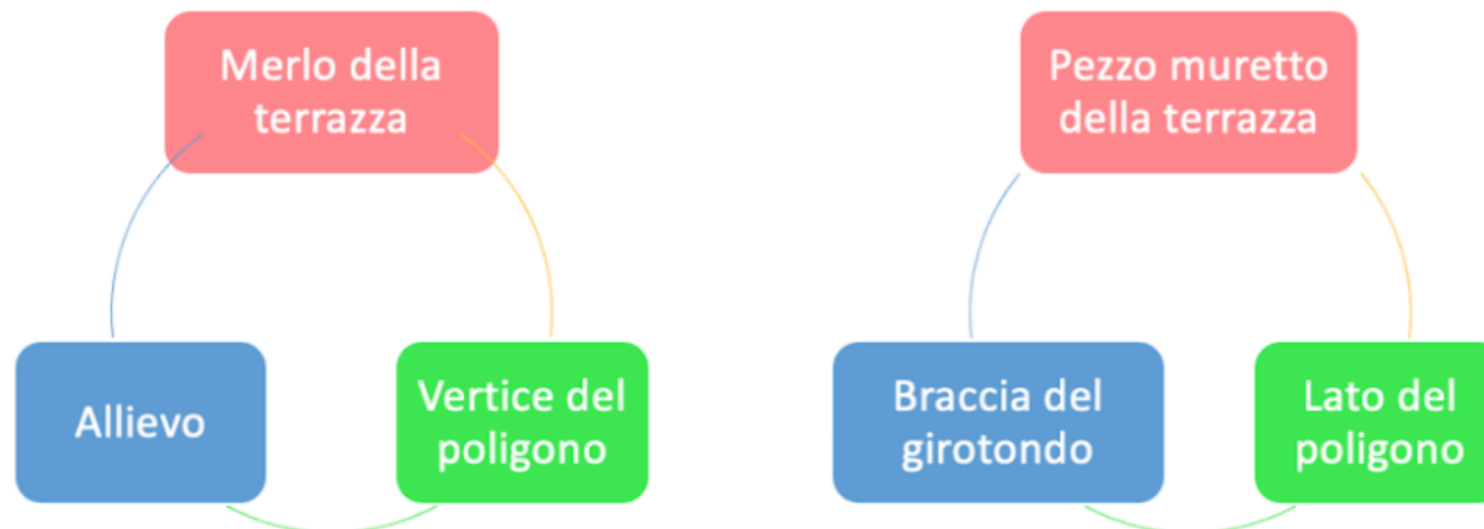 Merlo della
terrazza
Pezzo muretto
della terrazza
Allievo
Vertice del
poligono
Braccia del
girotondo
Lato del
poligono